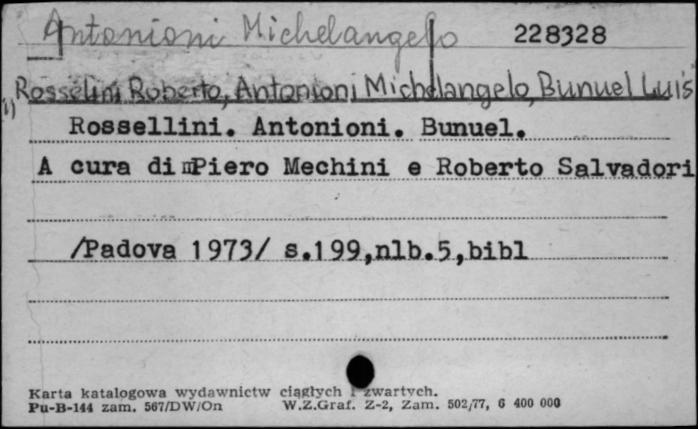 Antonioni Michelangelo 228328
1) Rosselini Roberto, Antonioni Michelangelo, Bunuel Luis
Rossellini. Antonioni. Bunuel.
A cura di Piero Mechini e Roberto Salvadori
/Padova 1973/ s.199,nlb.5,bibl
Karta katalogowa wydawnictw ciągłych i zwartych.
Pu-B-144 zam. 567/DW/On W.Z.Graf. Z-2, Zam. 502/77, 6 400 000